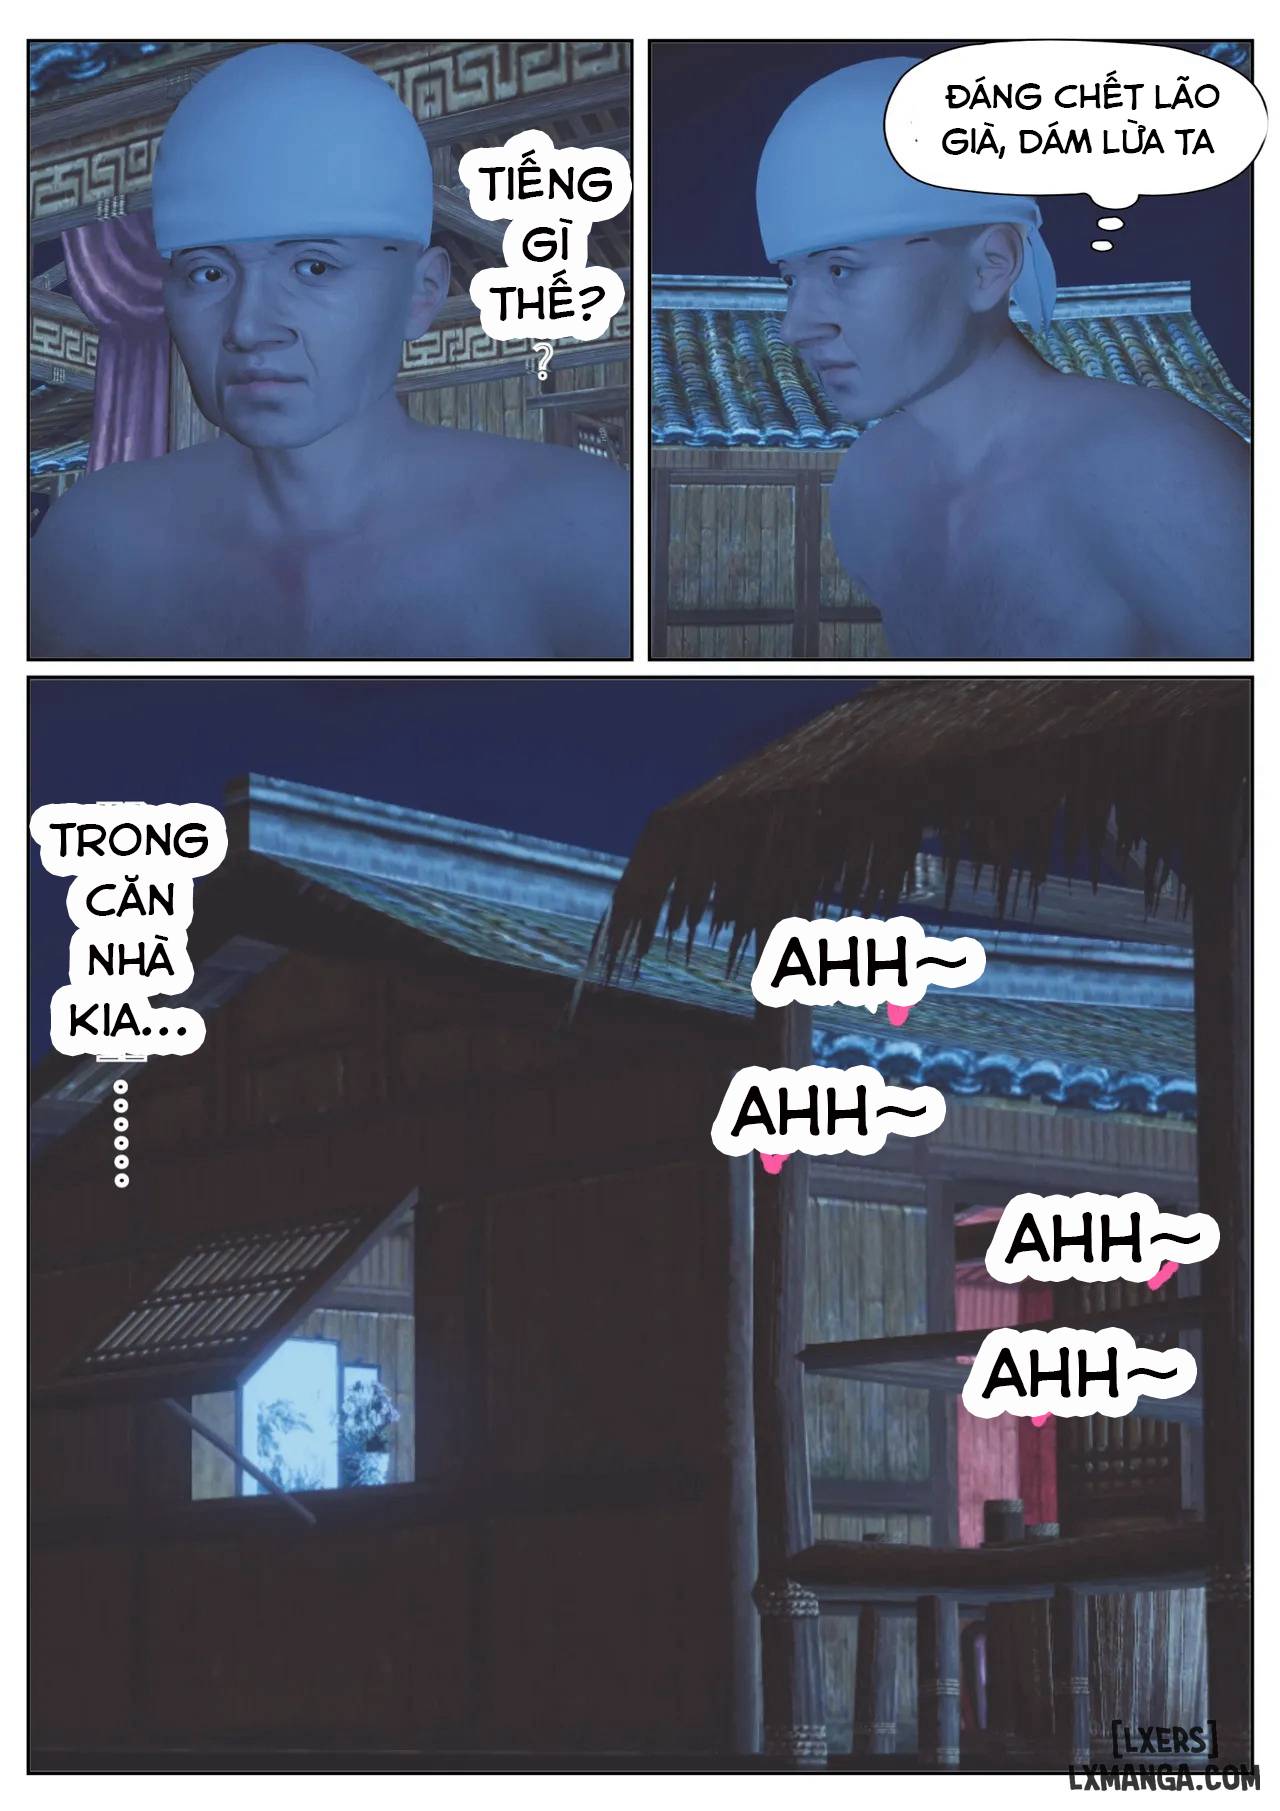 TIẾNG
GÌ
THẾ?
?
ĐÁNG CHẾT LÃO
GIÀ, DÁM LỪA TA
TRONG
CĂN
NHÀ
KIA...
AHH~
AHH~
AHH~
AHH~
[LXERS]
LXMANGA.COM